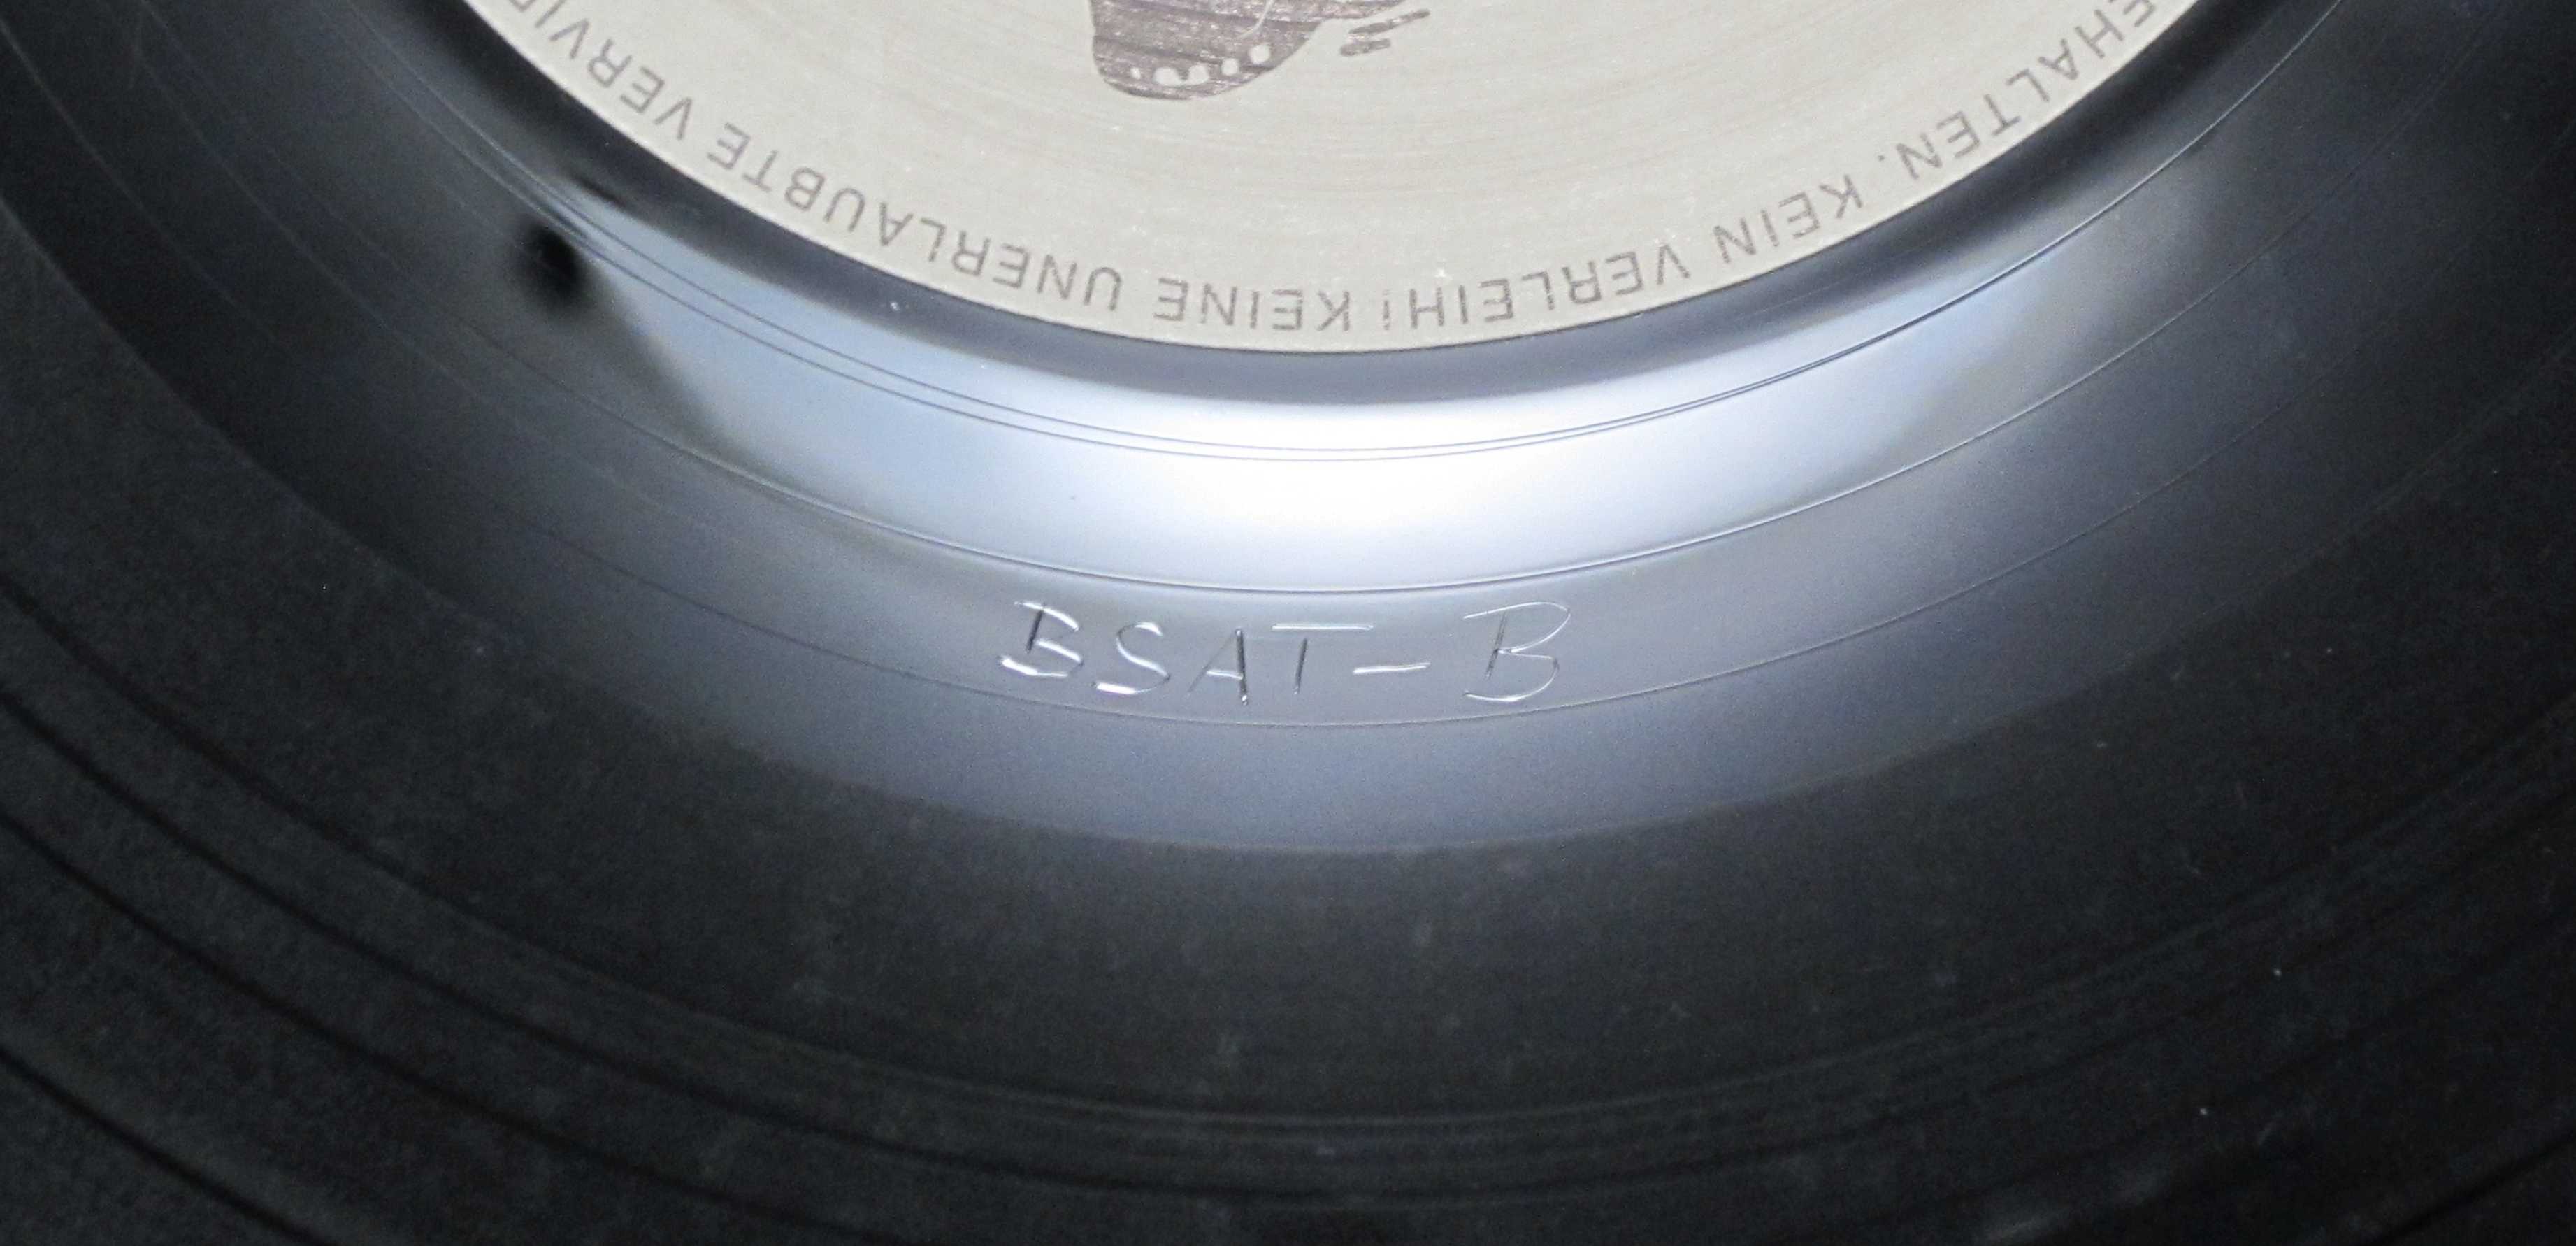 EHALTEN. KEIN VERLEIH! KEINE UNERLAUBTE VERVIE
BSAT-B